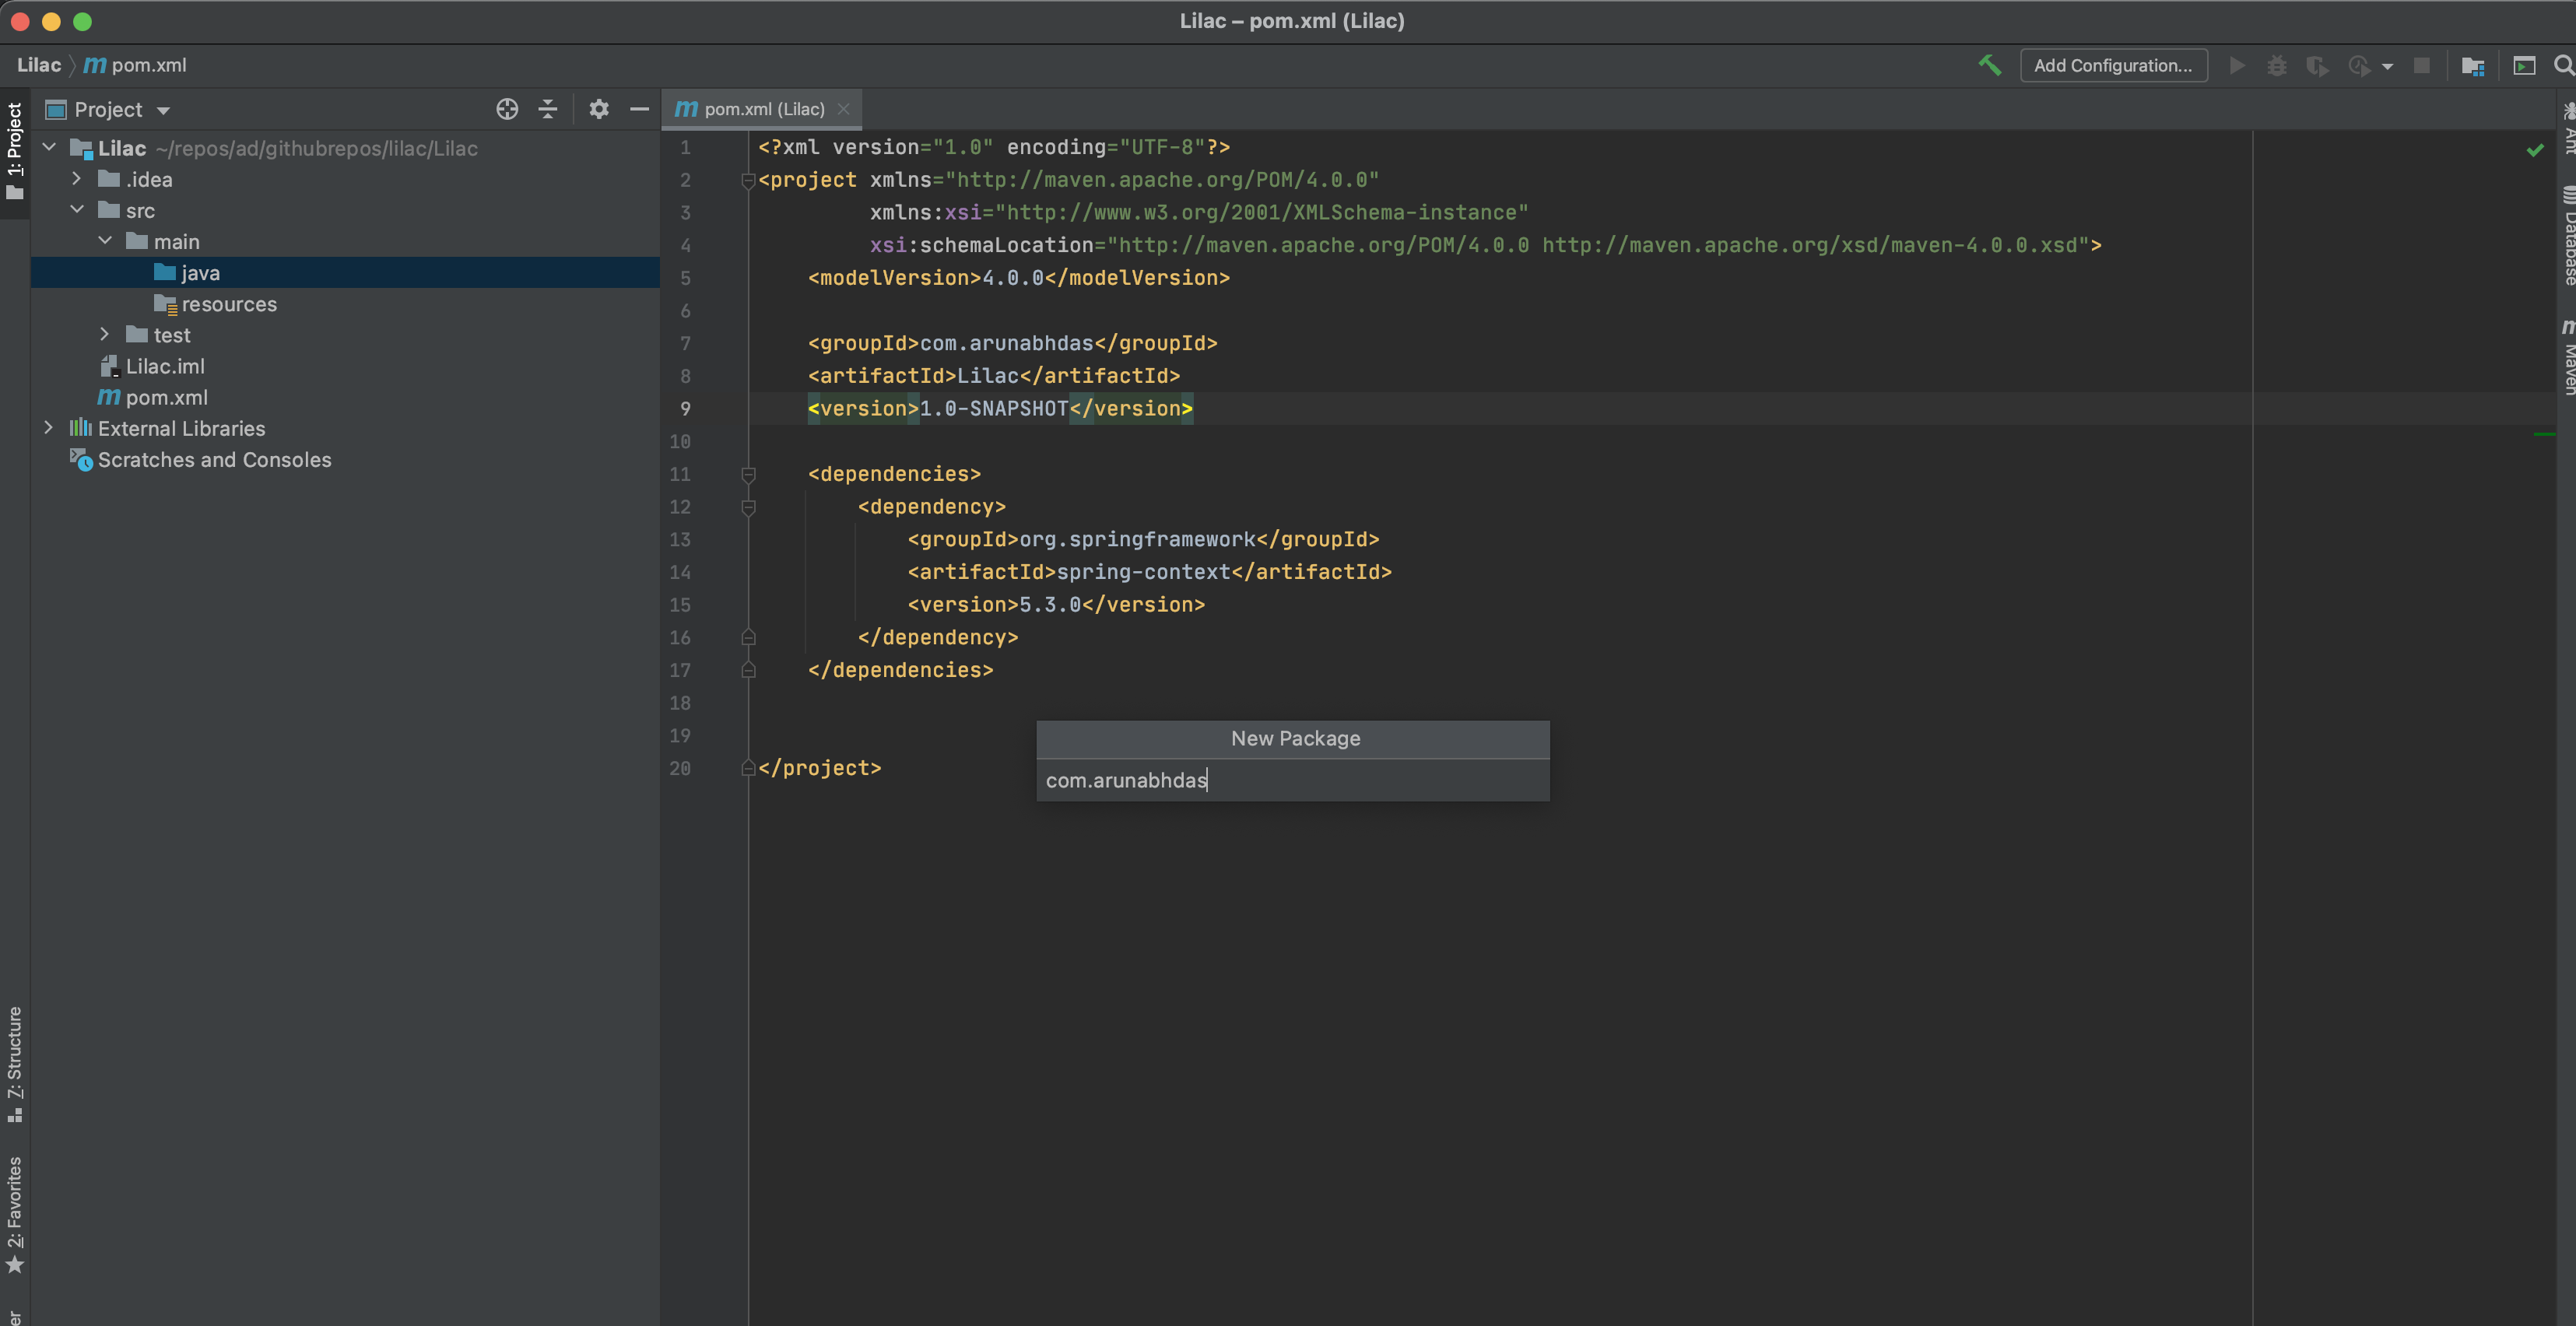 Lilac – pom.xml (Lilac)
Lilac
m pom.xml
Add Configuration...
1: Project
Project
Lilac ~/repos/ad/githubrepos/lilac/Lilac
.idea
src
main
java
resources
test
Lilac.iml
m pom.xml
External Libraries
Scratches and Consoles
7: Structure
2: Favorites
er
m pom.xml (Lilac)
1 <?xml version="1.0" encoding="UTF-8"?>
2 <project xmlns="http://maven.apache.org/POM/4.0.0"
3 xmlns:xsi="http://www.w3.org/2001/XMLSchema-instance"
4 xsi:schemaLocation="http://maven.apache.org/POM/4.0.0 http://maven.apache.org/xsd/maven-4.0.0.xsd">
5 <modelVersion>4.0.0</modelVersion>
6
7 <groupId>com.arunabhdas</groupId>
8 <artifactId>Lilac</artifactId>
9 <version>1.0-SNAPSHOT</version>
10
11 <dependencies>
12 <dependency>
13 <groupId>org.springframework</groupId>
14 <artifactId>spring-context</artifactId>
15 <version>5.3.0</version>
16 </dependency>
17 </dependencies>
18
19
20 </project>
New Package
com.arunabhdas
Ant
Database
m Maven